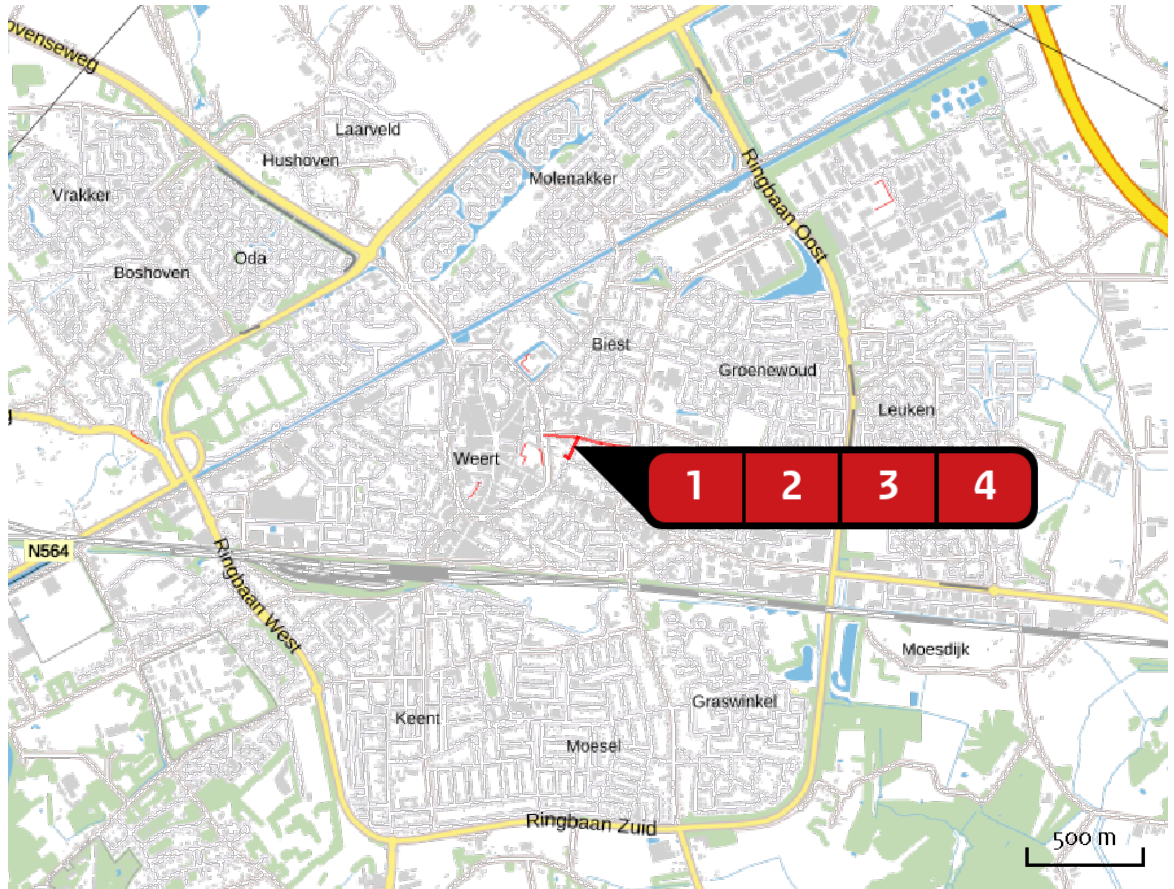 ovenseweg
Laarveld
Hushoven
Vrakker
Molenakker
Ringbaan Oost
Oda
Boshoven
Biest
Groenewoud
Leuken
Weert
1 2 3 4
N564
Ringbaan West
Moesdijk
Graswinkel
Keent
Moesel
Ringbaan Zuid
500 m